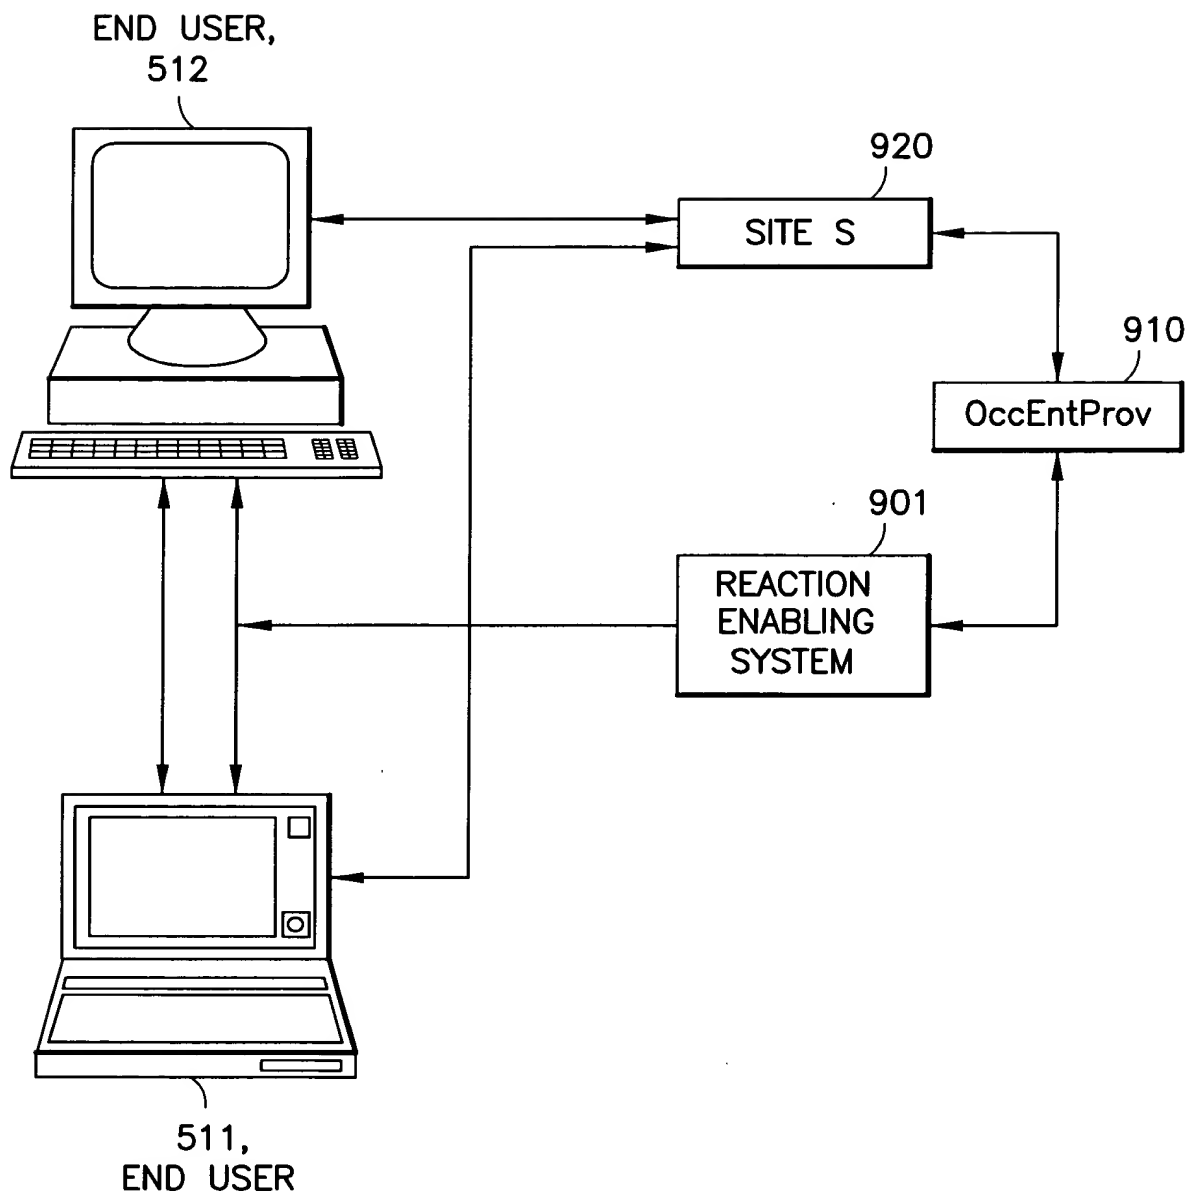 END USER,
512
920
SITE S
910
OccEntProv
901
REACTION
ENABLING
SYSTEM
511,
END USER